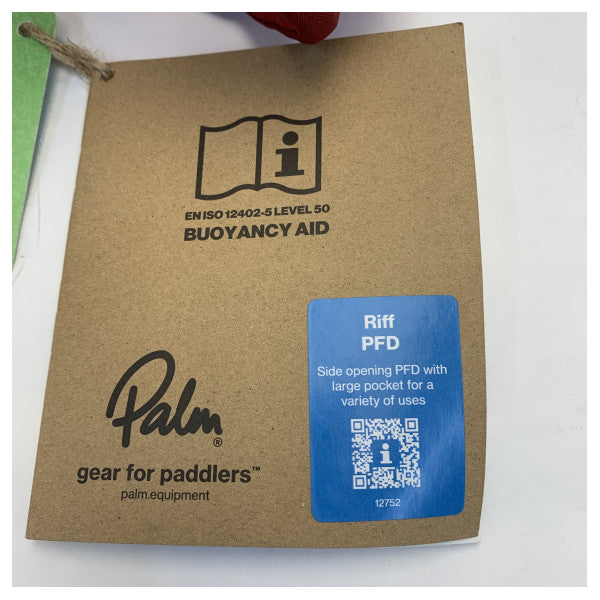 EN ISO 12402-5 LEVEL 50
BUOYANCY AID
Riff
PFD
Side opening PFD with
large pocket for a
variety of uses
12752
Palm®
gear for paddlers™
palm.equipment